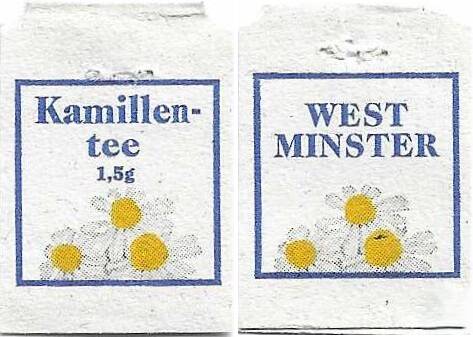 Kamillen-
tee
1,5g
WEST
MINSTER